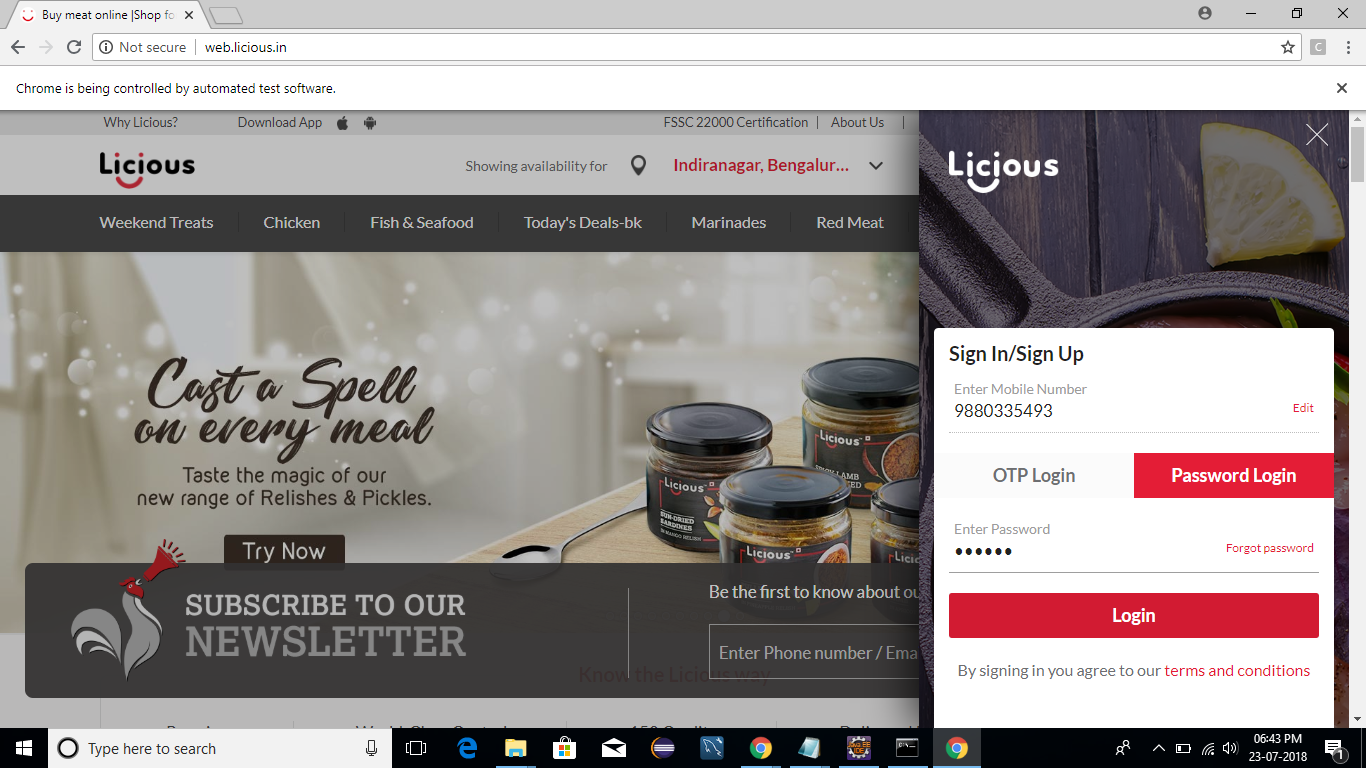 Buy meat online |Shop fo
Not secure
web.licious.in
Chrome is being controlled by automated test software.
Why Licious?
Download App
FSSC 22000 Certification |
About Us |
Licious
Showing availability for
Indiranagar, Bengalur...
Weekend Treats
Chicken
Fish & Seafood
Today's Deals-bk
Marinades
Red Meat
Cast a Spell
on every meal
Taste the magic of our
new range of Relishes & Pickles.
Try Now
Licious
SUN-DRIED
SARDINES
IN MANGO RELISH
Licious
SPICY LAMB
Licious
Licious
SUBSCRIBE TO OUR
NEWSLETTER
Be the first to know about ou
Enter Phone number / Ema
Know the Licious way
Licious
Sign In/Sign Up
Enter Mobile Number
9880335493
Edit
OTP Login
Password Login
Enter Password
••••••
Forgot password
Login
By signing in you agree to our terms and conditions
Type here to search
06:43 PM
23-07-2018
1